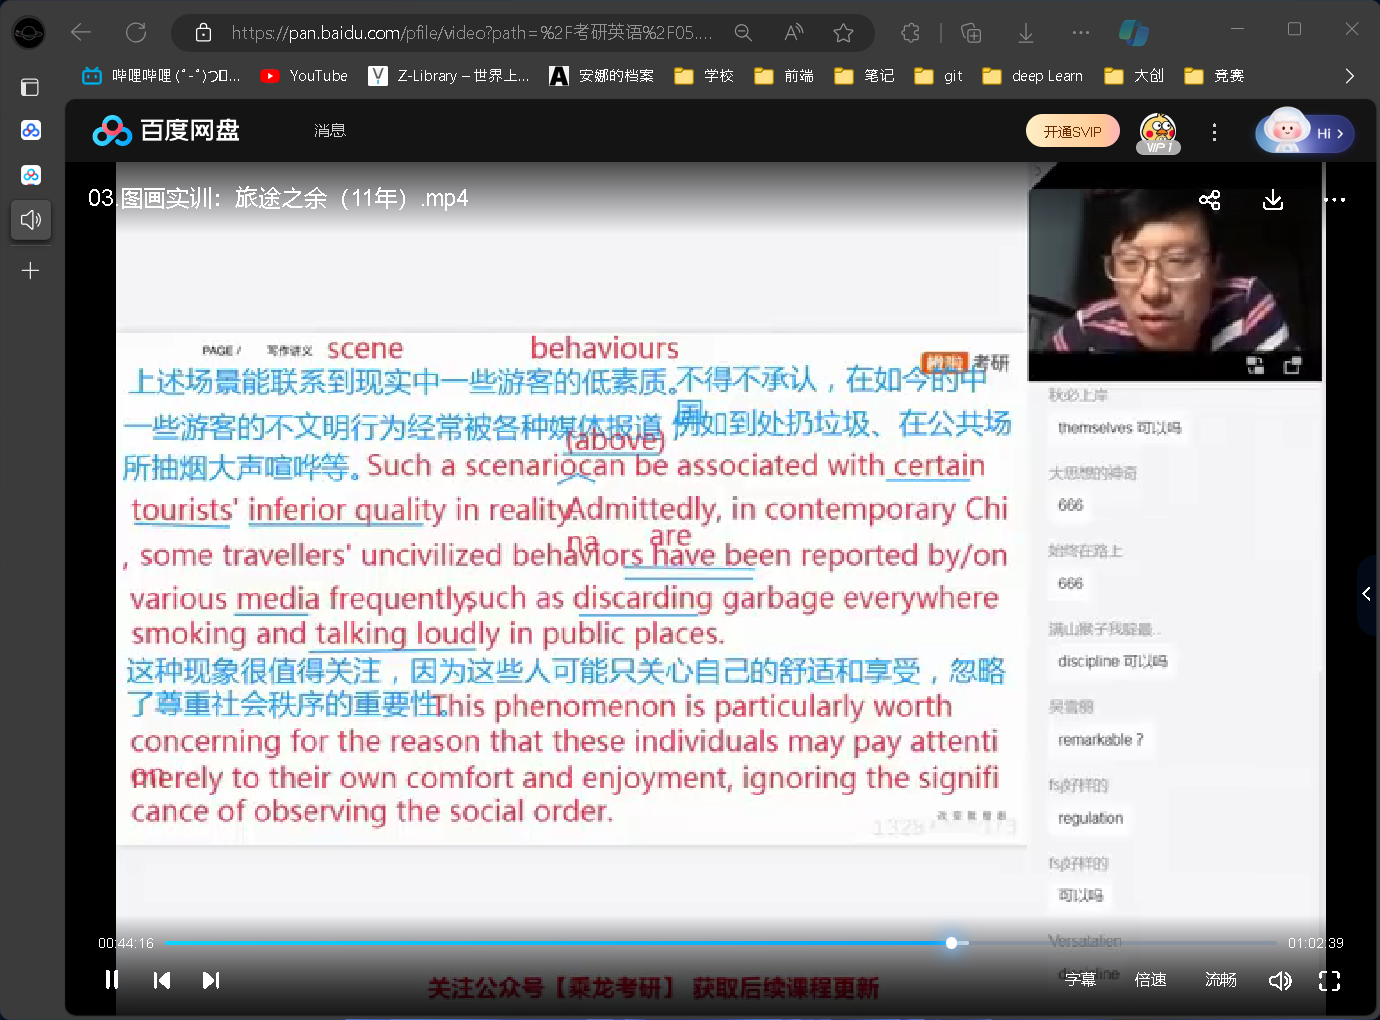 https://pan.baidu.com/pfile/video?path=%2F考研英语%2F05....
哔哩哔哩 (゜-゜)つロ...
YouTube
Z-Library – 世界上...
安娜的档案
学校
前端
笔记
git
deep Learn
大创
竞赛
百度网盘
消息
开通SVIP
VIP 1
Hi
03.图画实训：旅途之余（11年）.mp4
PAGE /
写作讲义
scene
behaviours
考研
上述场景能联系到现实中一些游客的低素质。不得不承认，在如今的中国
一些游客的不文明行为经常被各种媒体报道，例如到处扔垃圾、在公共场
(above)
所抽烟大声喧哗等。Such a scenario can be associated with certain
tourists' inferior quality in reality. Admittedly, in contemporary Chi
na
are
, some travellers' uncivilized behaviors have been reported by/on
various media frequently, such as discarding garbage everywhere
smoking and talking loudly in public places.
这种现象很值得关注，因为这些人可能只关心自己的舒适和享受，忽略
了尊重社会秩序的重要性。This phenomenon is particularly worth
concerning for the reason that these individuals may pay attenti
on
merely to their own comfort and enjoyment, ignoring the signifi
cance of observing the social order.
秋必上岸
themselves 可以吗
大思想的神奇
666
始终在路上
666
满山猴子我腚最..
discipline 可以吗
吴雪丽
remarkable ?
fs好样的
regulation
fs好样的
可以吗
Versatalien
discipline
00:44:16
01:02:39
字幕
倍速
流畅
关注公众号【乘龙考研】 获取后续课程更新